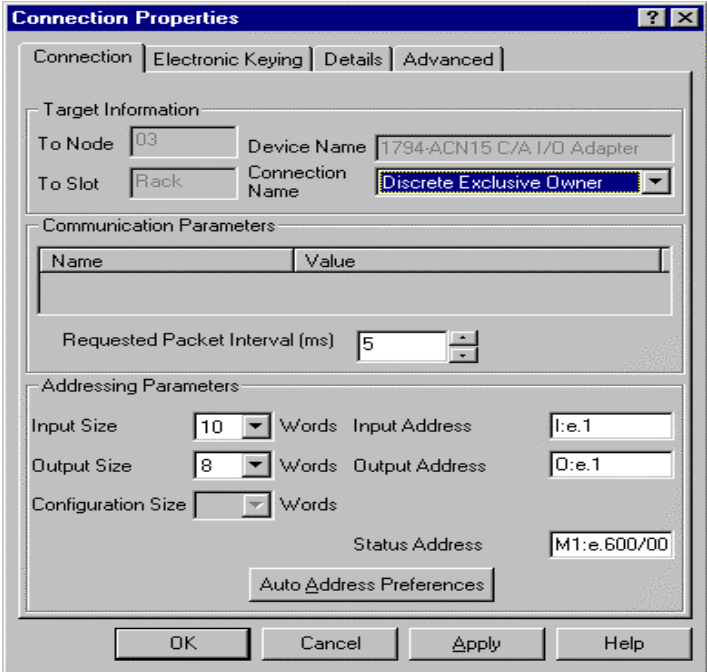 Connection Properties
? ×
Connection Electronic Keying Details Advanced
Target Information
To Node 03 Device Name 1794-ACN15 C/A I/O Adapter
To Slot Rack Connection Name Discrete Exclusive Owner
Communication Parameters
Name Value
Requested Packet Interval (ms) 5
Addressing Parameters
Input Size 10 Words Input Address I:e.1
Output Size 8 Words Output Address O:e.1
Configuration Size Words
Status Address M1:e.600/00
Auto Address Preferences
OK Cancel Apply Help